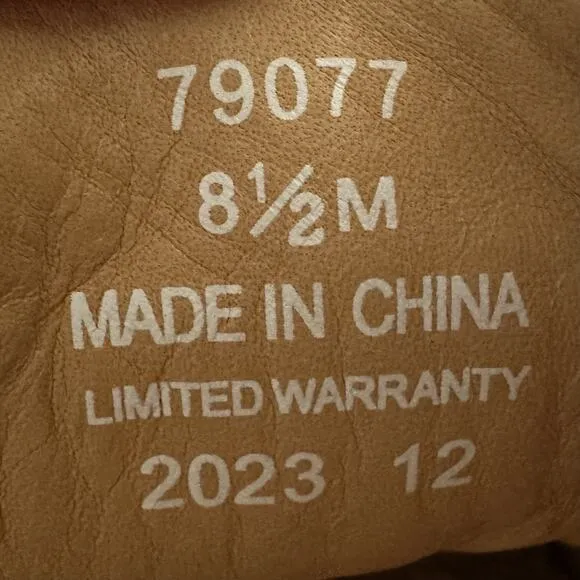 79077
8½M
MADE IN CHINA
LIMITED WARRANTY
2023 12